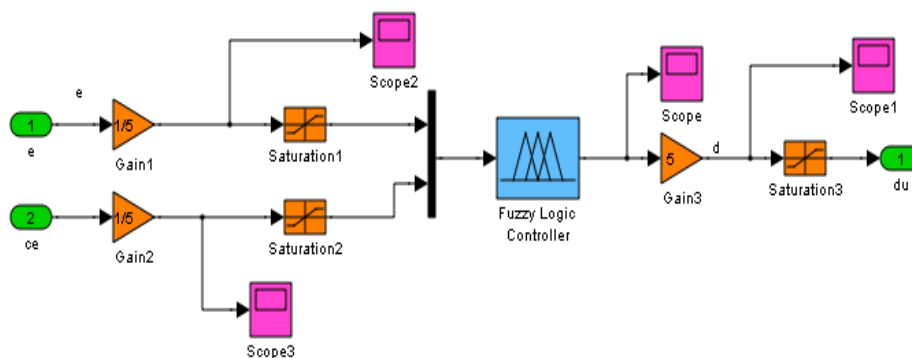 Scope2
e
1
e
1/5
Gain1
Saturation1
2
ce
1/5
Gain2
Saturation2
Scope3
Fuzzy Logic
Controller
Scope
5
Gain3
d
Scope1
Saturation3
1
du